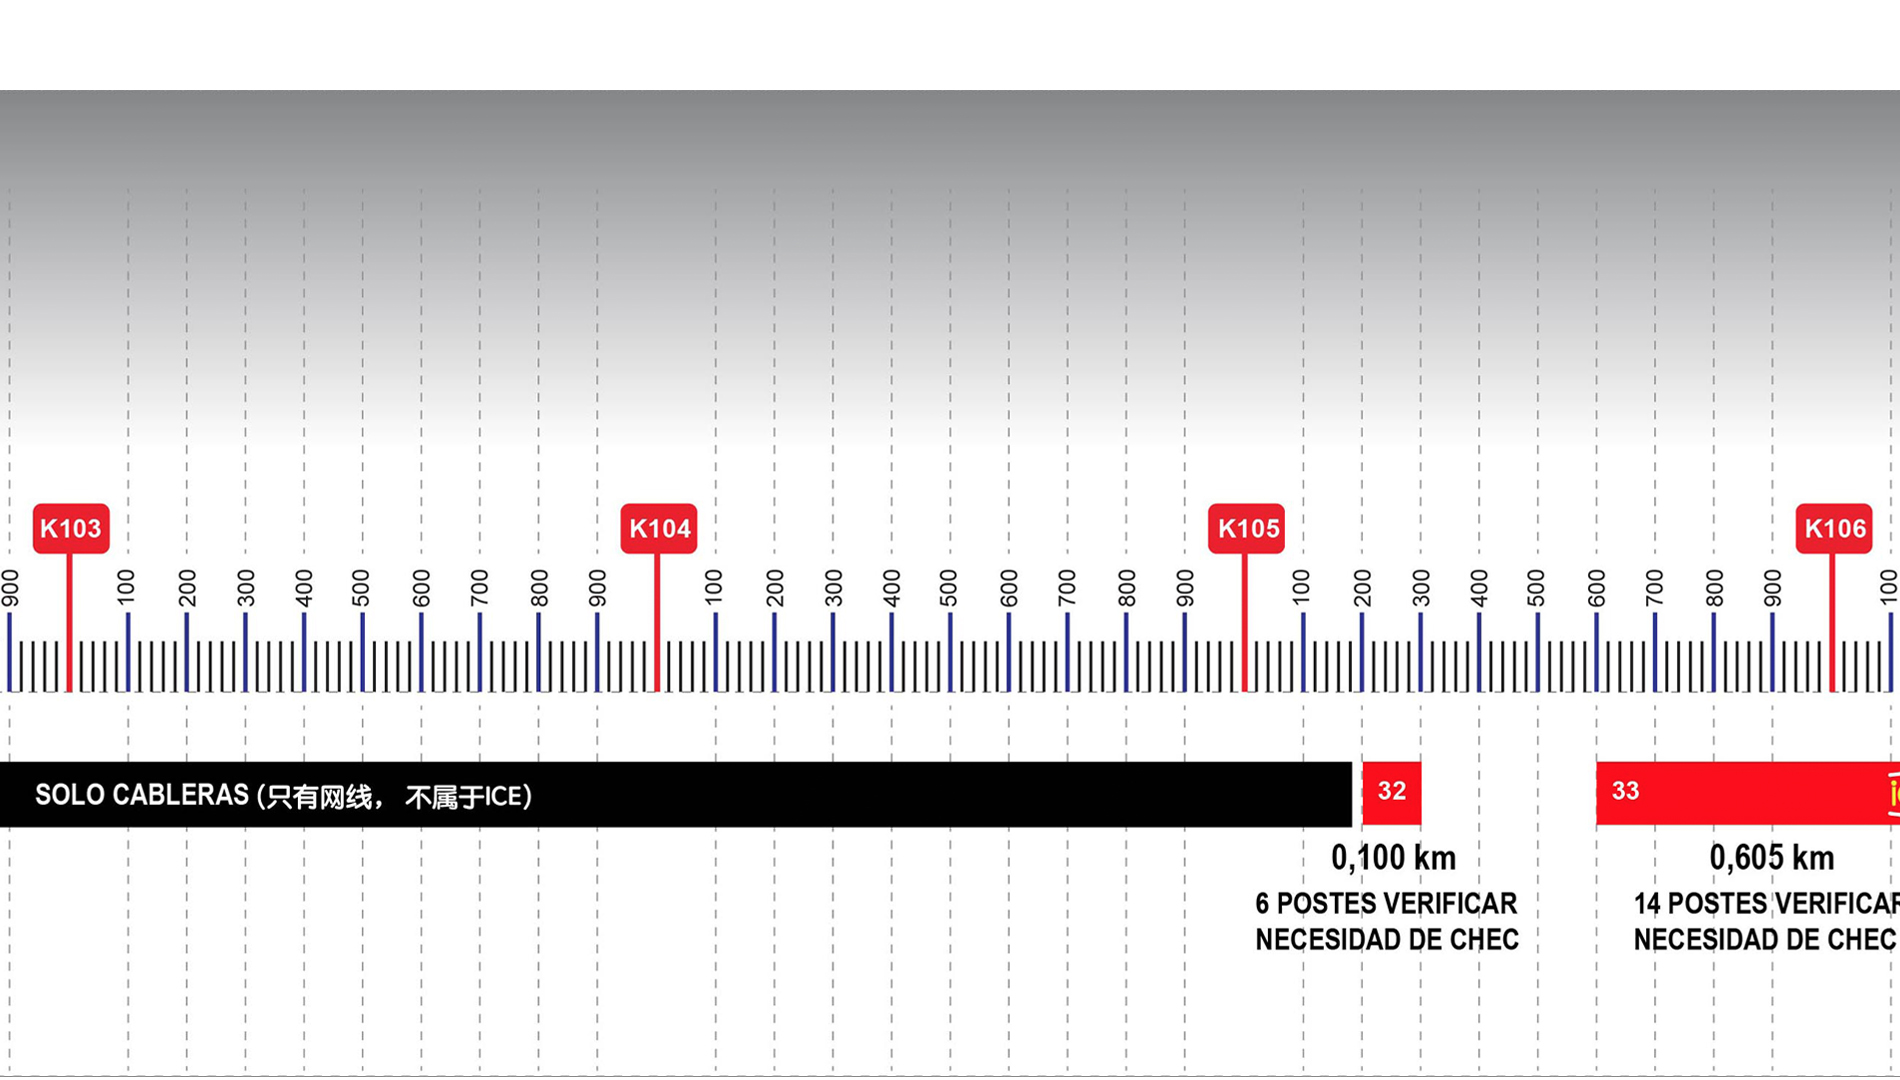 K103 K104 K105 K106
900 100 200 300 400 500 600 700 800 900 100 200 300 400 500 600 700 800 900 100 200 300 400 500 600 700 800 900 100
SOLO CABLERAS (只有网线， 不属于ICE) 32 33
0,100 km 0,605 km
6 POSTES VERIFICAR 14 POSTES VERIFICAR
NECESIDAD DE CHEC NECESIDAD DE CHEC